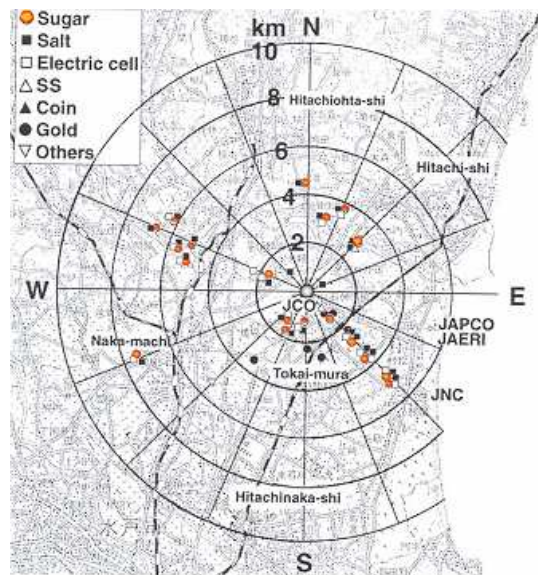 Sugar
Salt
Electric cell
SS
Coin
Gold
Others
km
N
10
8
Hitachiohta-shi
6
Hitachi-shi
4
2
W
E
JCO
JAPCO
JAERI
Naka-machi
Tokai-mura
JNC
Hitachinaka-shi
S